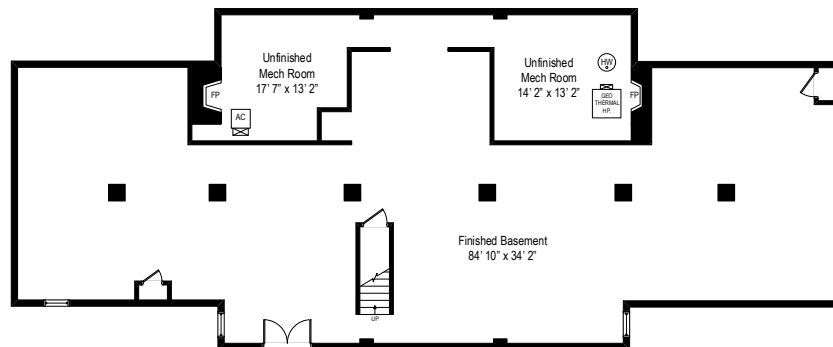 Unfinished
Mech Room
17' 7" x 13' 2"
Unfinished
Mech Room
14' 2" x 13' 2"
HW
FP
AC
GEO
THERMAL
HP.
FP
Finished Basement
84' 10" x 34' 2"
UP